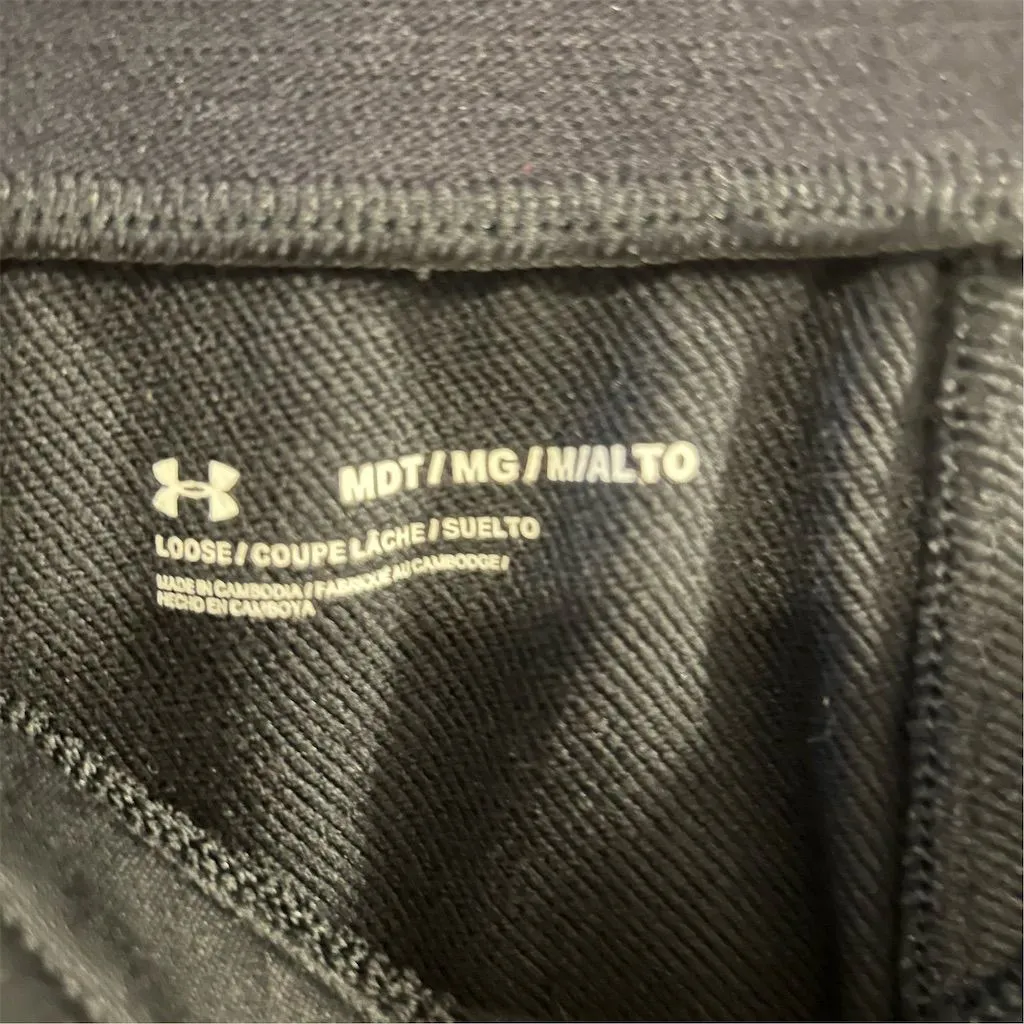 MDT/MG/M/ALTO
LOOSE/COUPE LÂCHE/SUELTO
MADE IN CAMBODIA/FABRIQUÉ AU CAMBODGE/
HECHO EN CAMBOYA